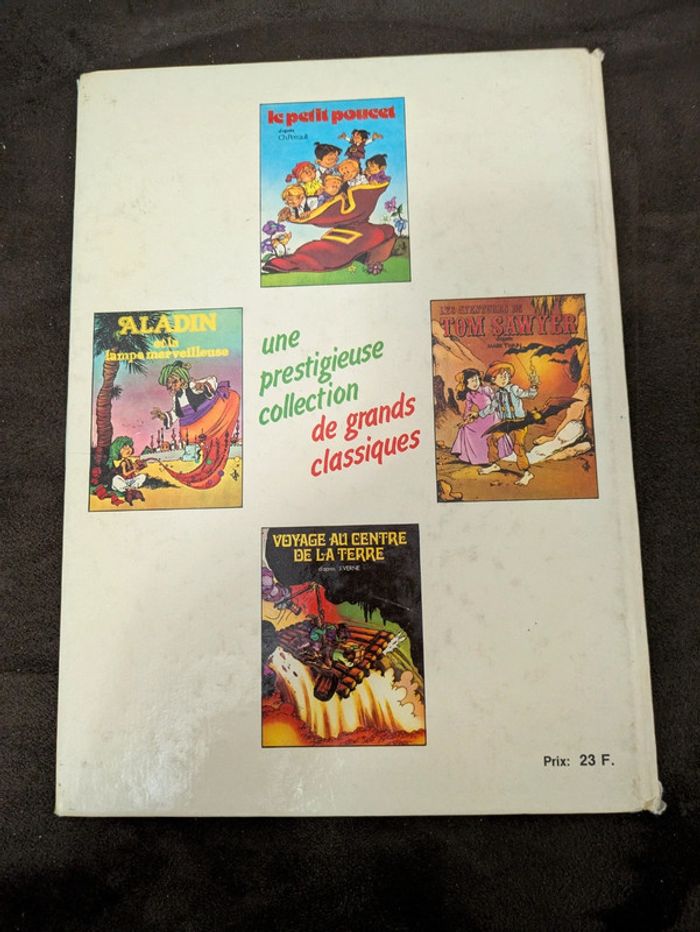 le petit poucet
d'après
Ch. Perrault
ALADIN
et la
lampe merveilleuse
une
prestigieuse
collection
de grands
classiques
LES AVENTURES DE
TOM SAWYER
d'après
MARK TWAIN
VOYAGE AU CENTRE
DE LA TERRE
d'après J. VERNE
Prix: 23 F.